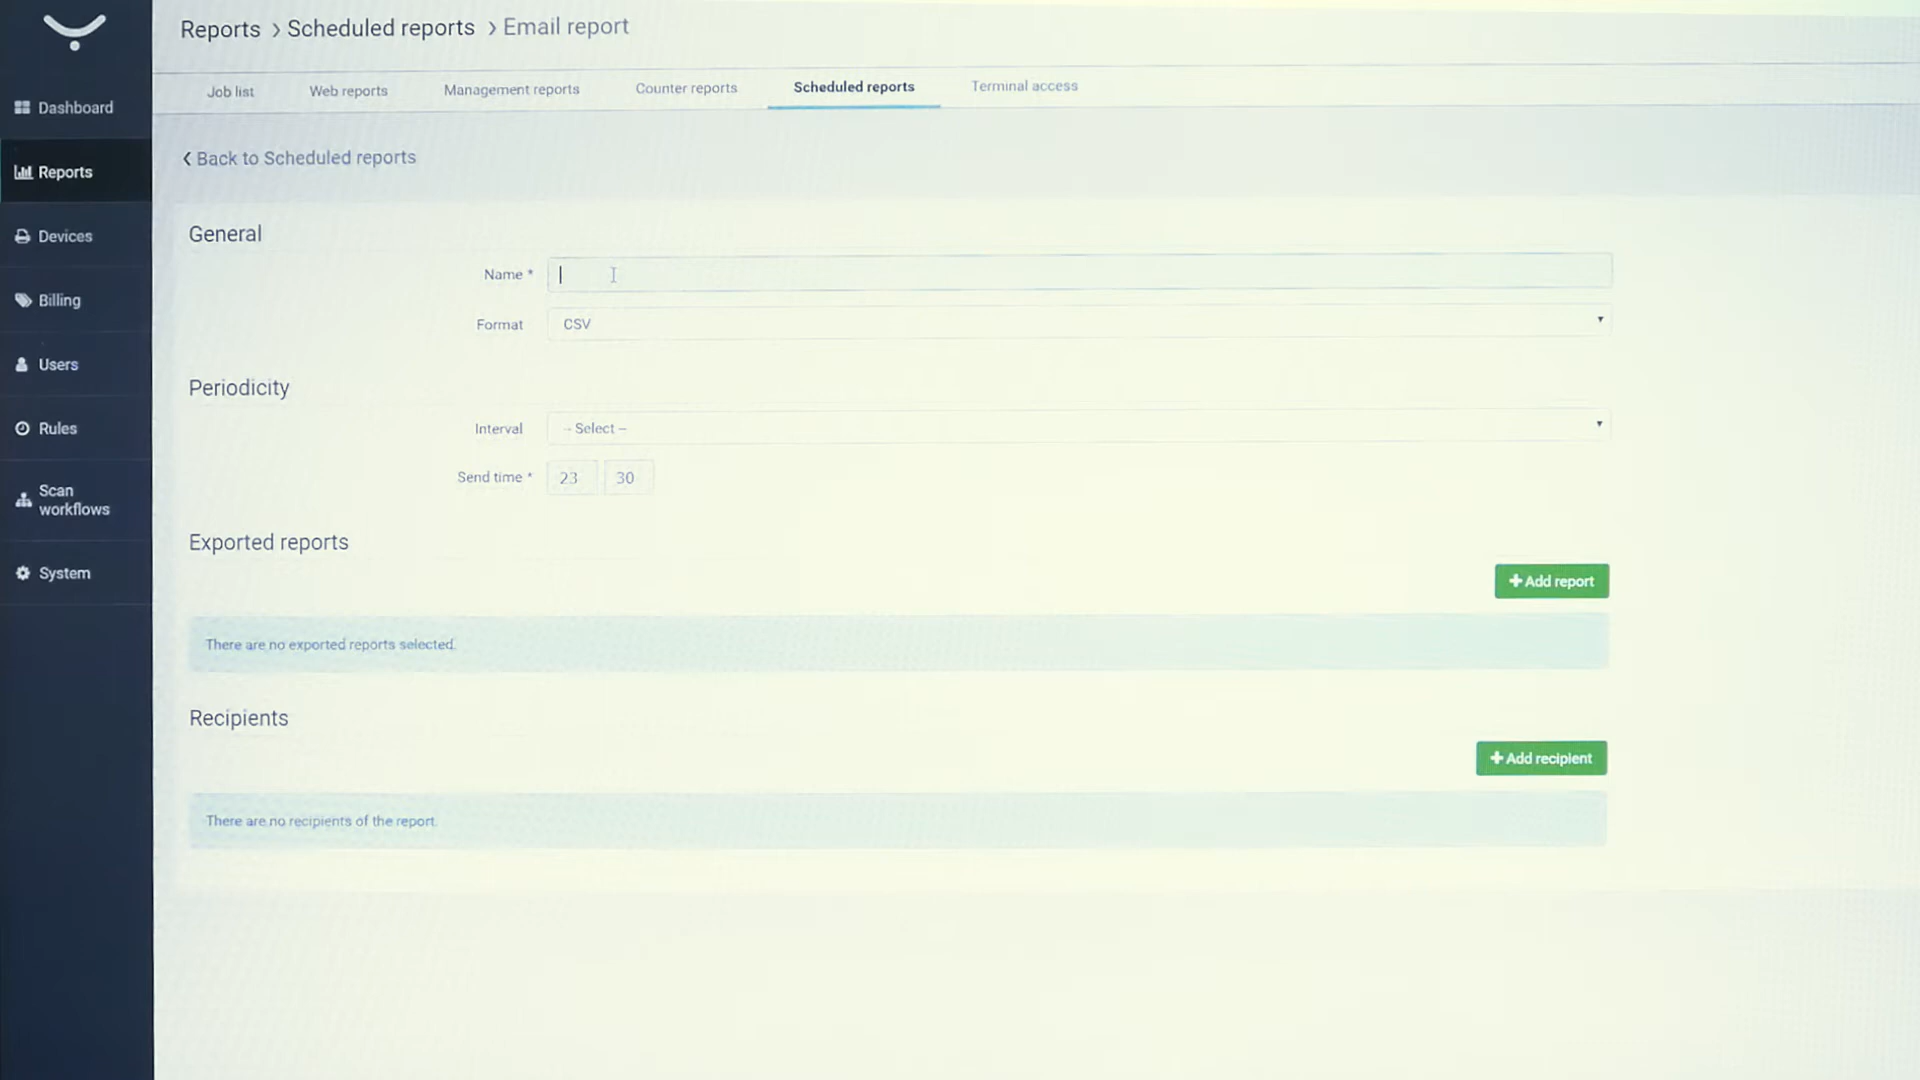 Reports > Scheduled reports > Email report
Job list Web reports Management reports Counter reports Scheduled reports Terminal access
< Back to Scheduled reports
Dashboard
Reports
Devices
Billing
Users
Rules
Scan
workflows
System
General
Name *
Format CSV
Periodicity
Interval -- Select --
Send time * 23 30
Exported reports
+ Add report
There are no exported reports selected.
Recipients
+ Add recipient
There are no recipients of the report.